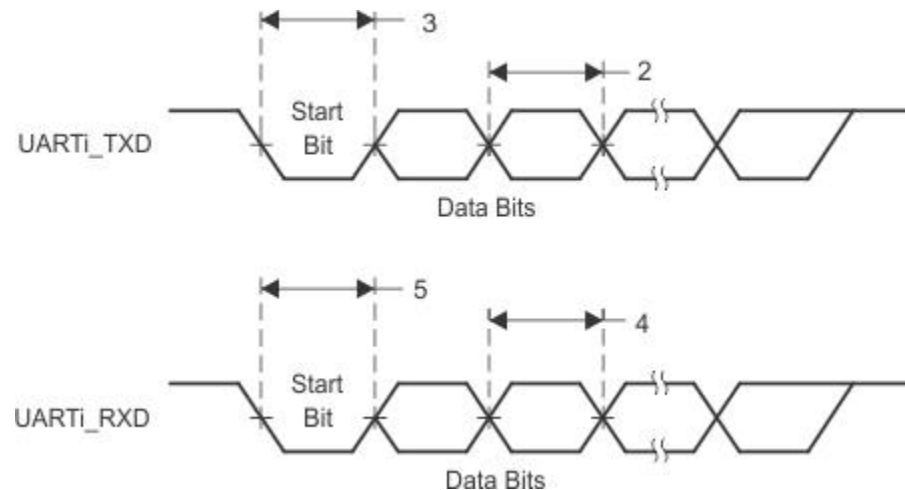 3
2
Start
Bit
UARTi_TXD
Data Bits
5
4
Start
Bit
UARTi_RXD
Data Bits